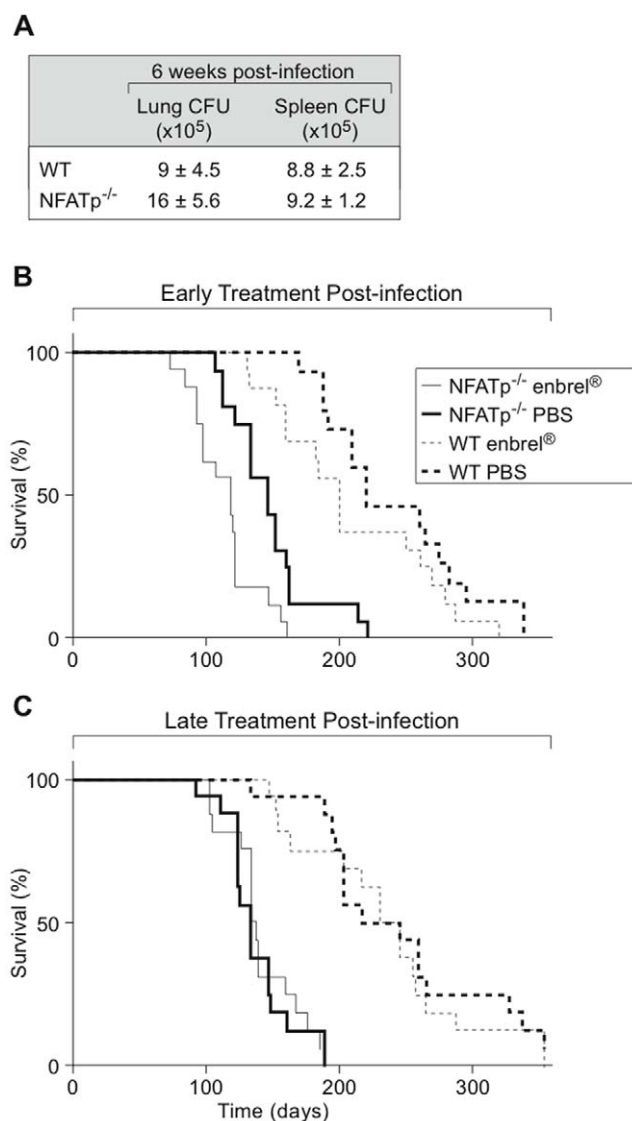 A
6 weeks post-infection
Lung CFU Spleen CFU
(x10⁵) (x10⁵)
WT 9 ± 4.5 8.8 ± 2.5
NFATp⁻/⁻ 16 ± 5.6 9.2 ± 1.2
B
Early Treatment Post-infection
100
50
0
Survival (%)
0 100 200 300
NFATp⁻/⁻ enbrel®
NFATp⁻/⁻ PBS
WT enbrel®
WT PBS
C
Late Treatment Post-infection
100
50
0
Survival (%)
0 100 200 300
Time (days)